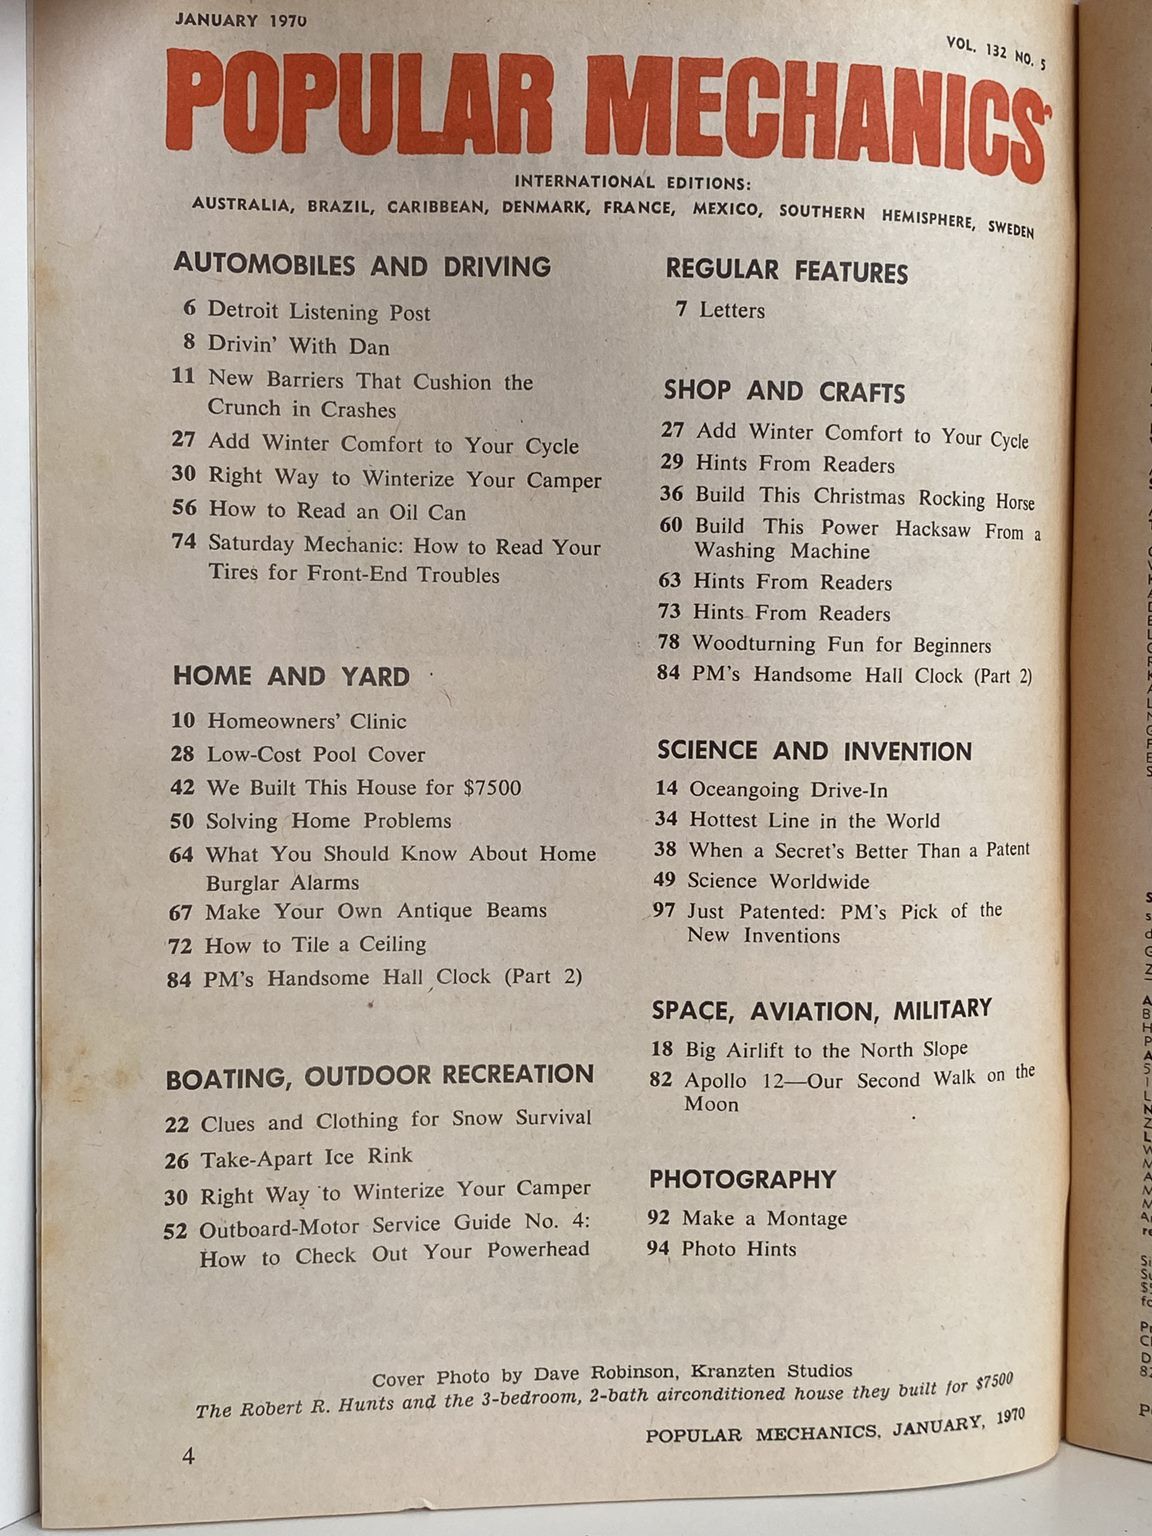 JANUARY 1970
VOL. 132 NO. 5
POPULAR MECHANICS
INTERNATIONAL EDITIONS:
AUSTRALIA, BRAZIL, CARIBBEAN, DENMARK, FRANCE, MEXICO, SOUTHERN HEMISPHERE, SWEDEN
AUTOMOBILES AND DRIVING
6 Detroit Listening Post
8 Drivin' With Dan
11 New Barriers That Cushion the
Crunch in Crashes
27 Add Winter Comfort to Your Cycle
30 Right Way to Winterize Your Camper
56 How to Read an Oil Can
74 Saturday Mechanic: How to Read Your
Tires for Front-End Troubles
HOME AND YARD
10 Homeowners' Clinic
28 Low-Cost Pool Cover
42 We Built This House for $7500
50 Solving Home Problems
64 What You Should Know About Home
Burglar Alarms
67 Make Your Own Antique Beams
72 How to Tile a Ceiling
84 PM's Handsome Hall Clock (Part 2)
BOATING, OUTDOOR RECREATION
22 Clues and Clothing for Snow Survival
26 Take-Apart Ice Rink
30 Right Way to Winterize Your Camper
52 Outboard-Motor Service Guide No. 4:
How to Check Out Your Powerhead
REGULAR FEATURES
7 Letters
SHOP AND CRAFTS
27 Add Winter Comfort to Your Cycle
29 Hints From Readers
36 Build This Christmas Rocking Horse
60 Build This Power Hacksaw From a
Washing Machine
63 Hints From Readers
73 Hints From Readers
78 Woodturning Fun for Beginners
84 PM's Handsome Hall Clock (Part 2)
SCIENCE AND INVENTION
14 Oceangoing Drive-In
34 Hottest Line in the World
38 When a Secret's Better Than a Patent
49 Science Worldwide
97 Just Patented: PM's Pick of the
New Inventions
SPACE, AVIATION, MILITARY
18 Big Airlift to the North Slope
82 Apollo 12—Our Second Walk on the
Moon
PHOTOGRAPHY
92 Make a Montage
94 Photo Hints
Cover Photo by Dave Robinson, Kranzten Studios
The Robert R. Hunts and the 3-bedroom, 2-bath airconditioned house they built for $7500
POPULAR MECHANICS, JANUARY, 1970
4